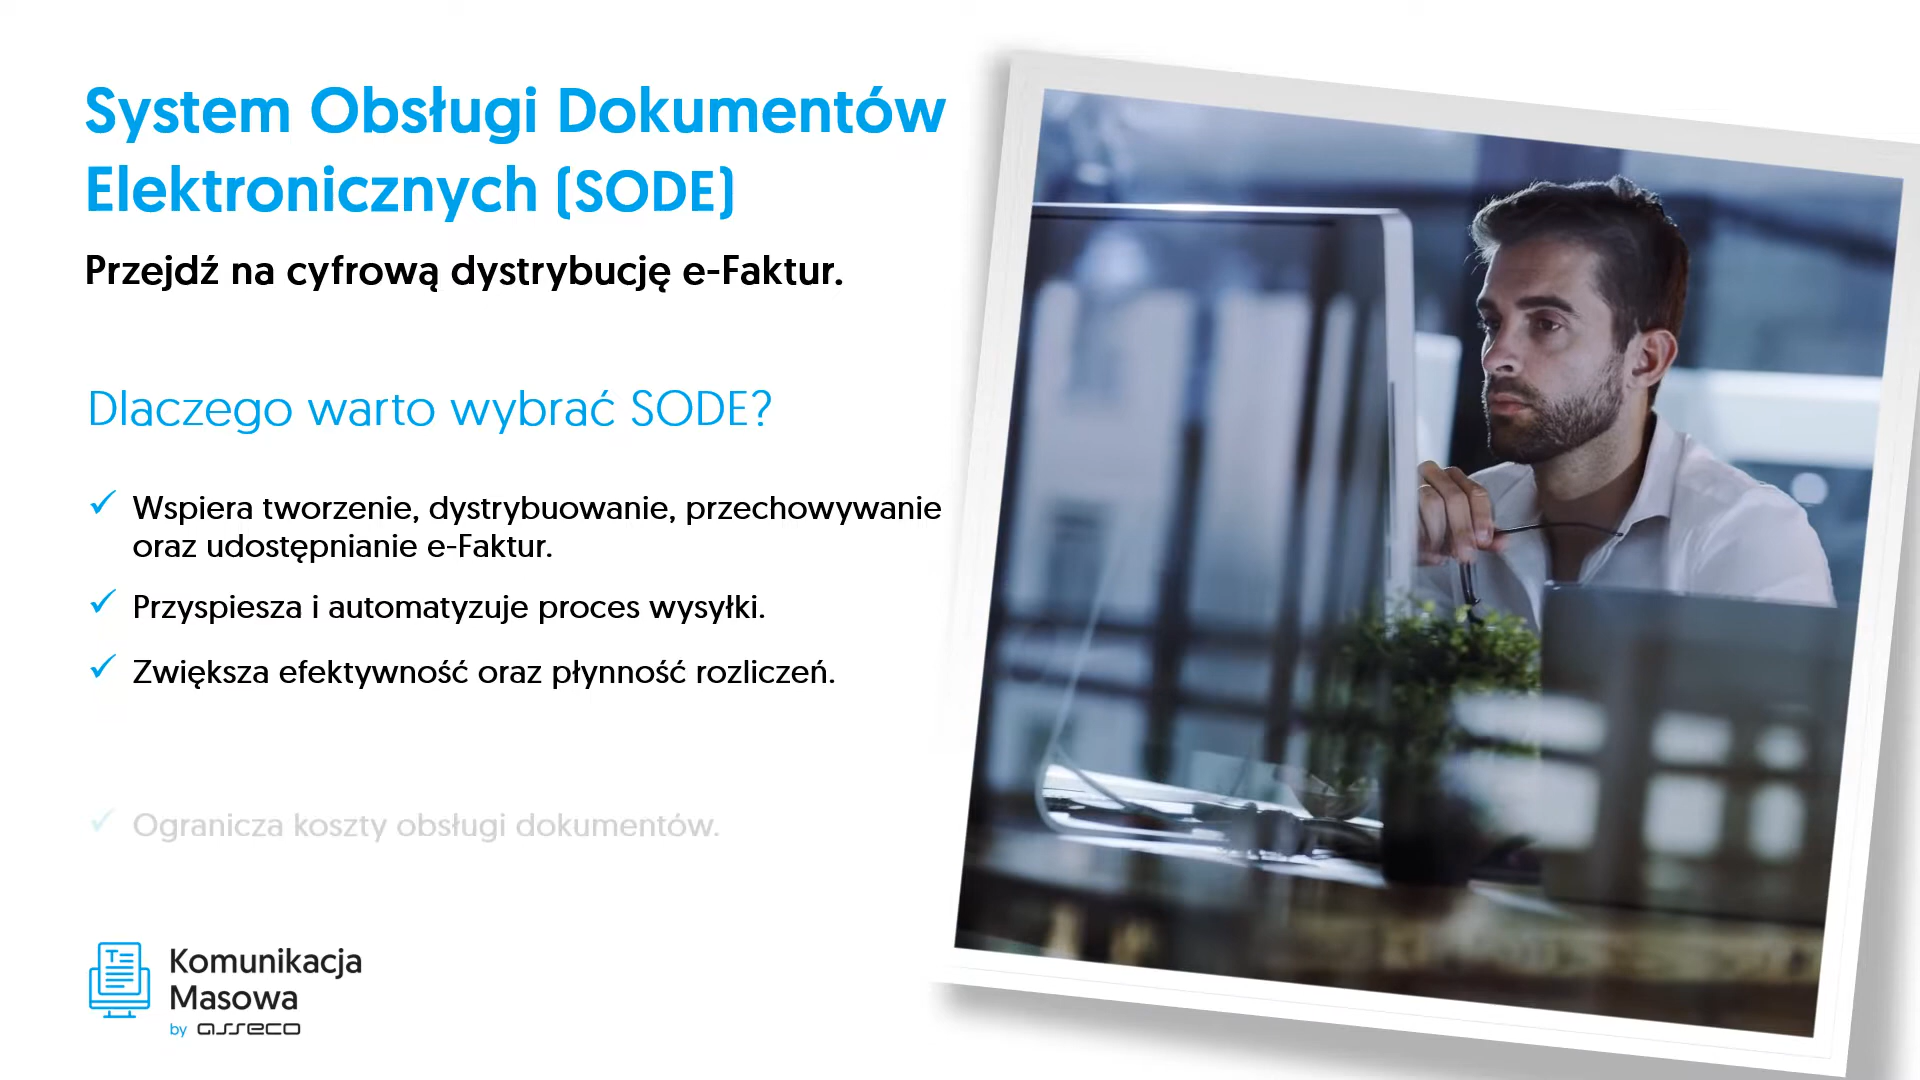 System Obsługi Dokumentów
Elektronicznych (SODE)
Przejdź na cyfrową dystrybucję e-Faktur.
Dlaczego warto wybrać SODE?
✓ Wspiera tworzenie, dystrybuowanie, przechowywanie
oraz udostępnianie e-Faktur.
✓ Przyspiesza i automatyzuje proces wysyłki.
✓ Zwiększa efektywność oraz płynność rozliczeń.
✓ Ogranicza koszty obsługi dokumentów.
Komunikacja
Masowa
by asseco